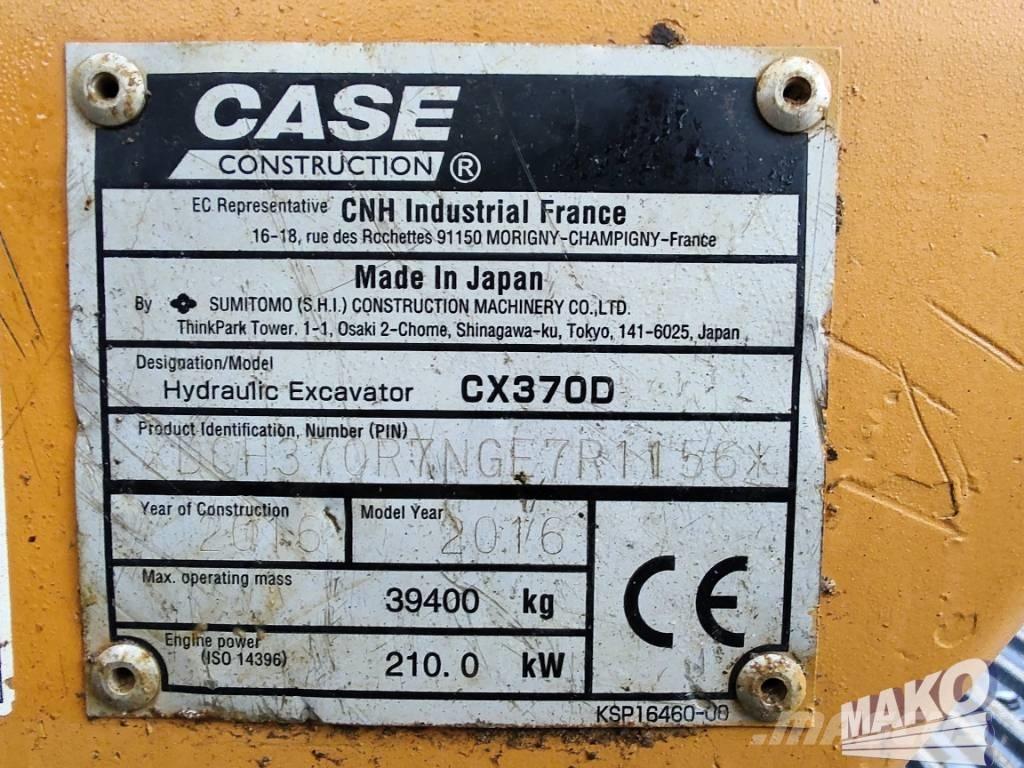 CASE
CONSTRUCTION ®
EC Representative CNH Industrial France
16-18, rue des Rochettes 91150 MORIGNY-CHAMPIGNY-France
Made In Japan
By SUMITOMO (S.H.I.) CONSTRUCTION MACHINERY CO.,LTD.
ThinkPark Tower. 1-1, Osaki 2-Chome, Shinagawa-ku, Tokyo, 141-6025, Japan
Designation/Model
Hydraulic Excavator CX370D
Product Identification, Number (PIN)
*DCH370R7NGE7R1156*
Year of Construction
2016
Model Year
2016
Max. operating mass
39400 kg
Engine power
(ISO 14396)
210.0 kW
CE
KSP16460-00
MAKO